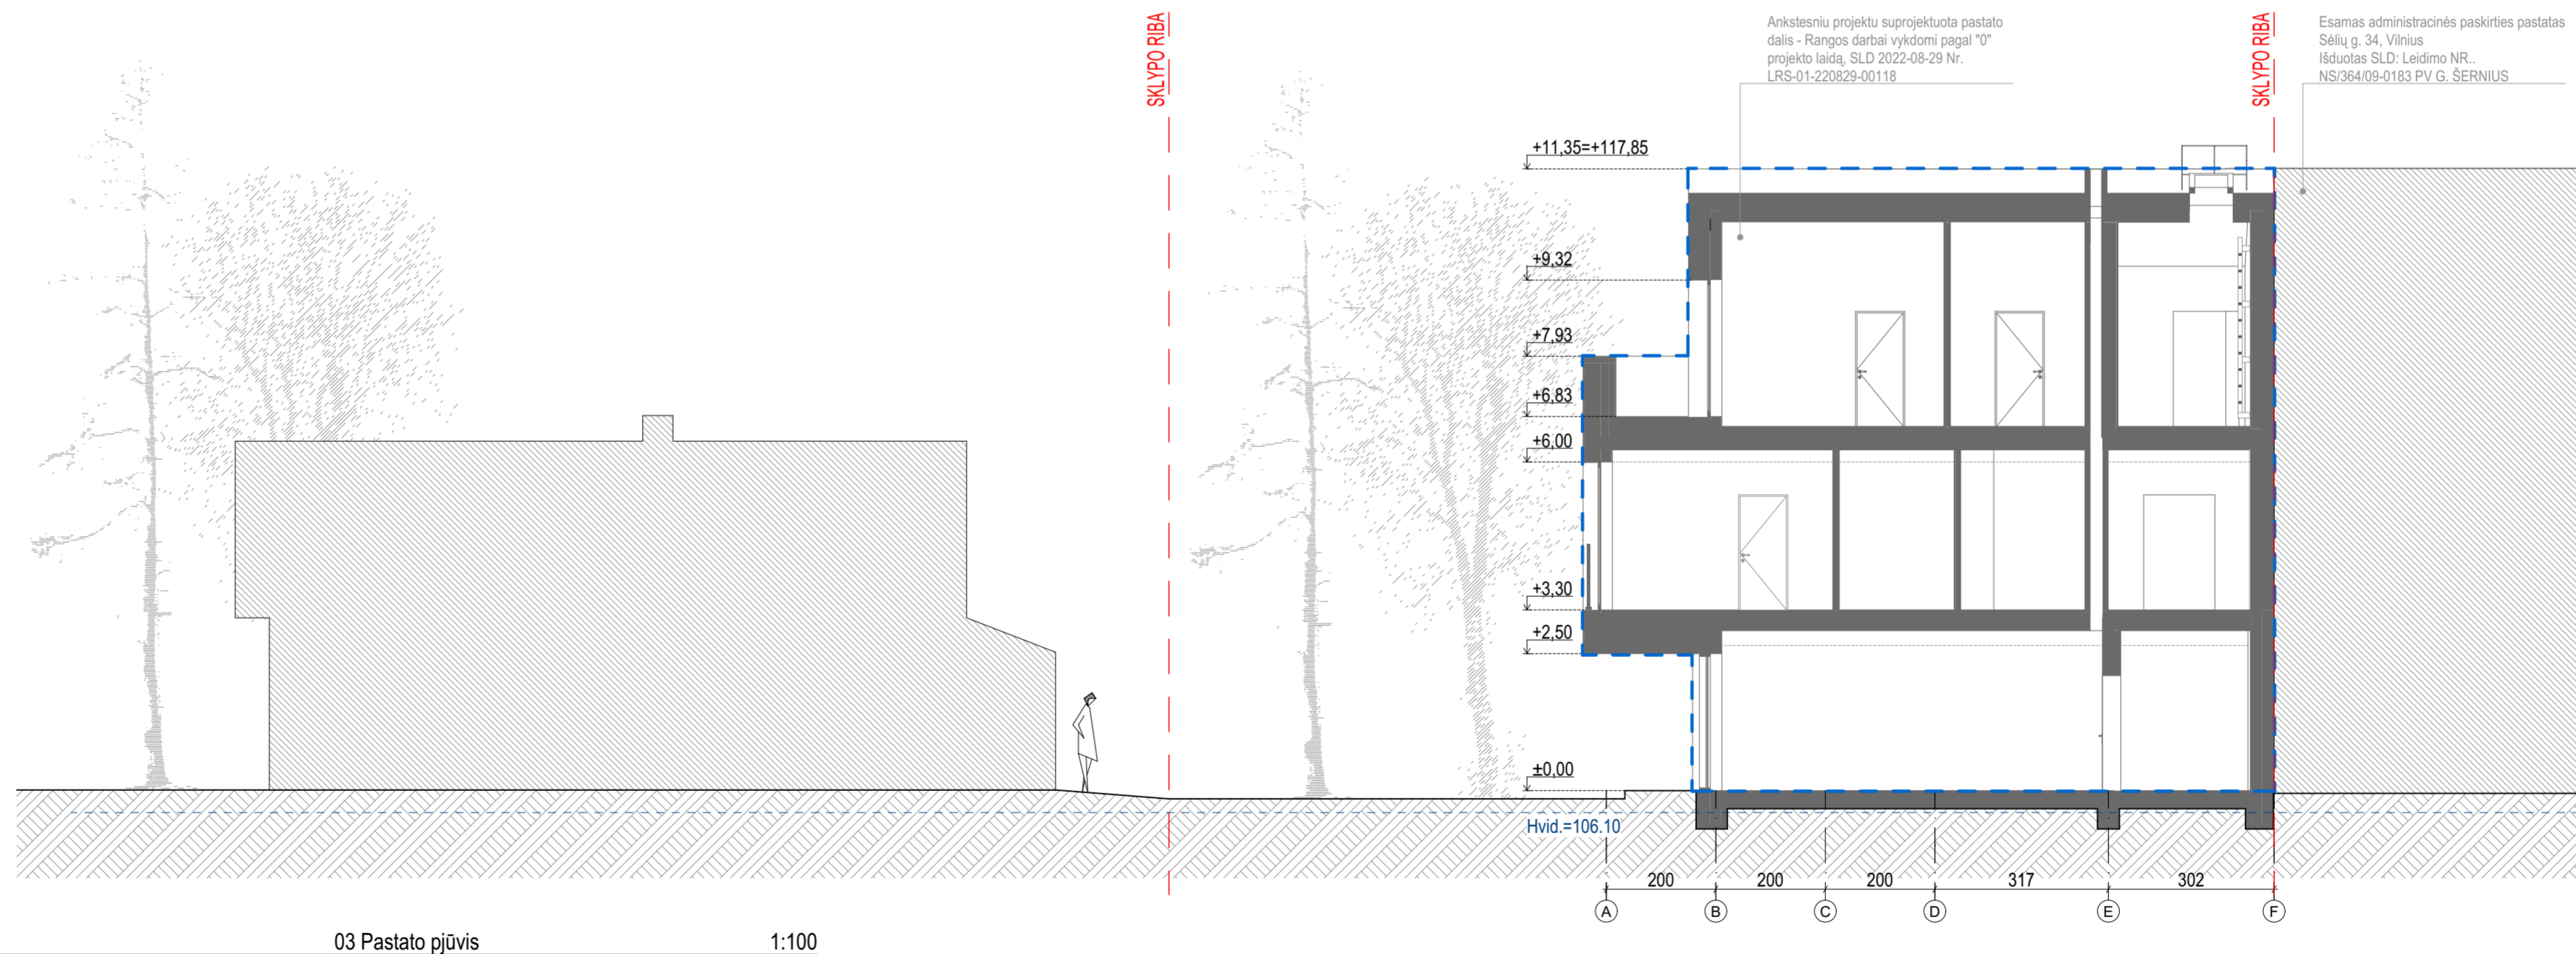 SKLYPO RIBA
Ankstesniu projektu suprojektuota pastato
dalis - Rangos darbai vykdomi pagal "0"
projekto laidą, SLD 2022-08-29 Nr.
LRS-01-220829-00118
SKLYPO RIBA
Esamas administracinės paskirties pastatas
Sėlių g. 34, Vilnius
Išduotas SLD: Leidimo NR..
NS/364/09-0183 PV G. ŠERNIUS
+11,35=+117,85
+9,32
+7,93
+6,83
+6,00
+3,30
+2,50
±0,00
Hvid.=106.10
200 200 200 317 302
A B C D E F
03 Pastato pjūvis 1:100